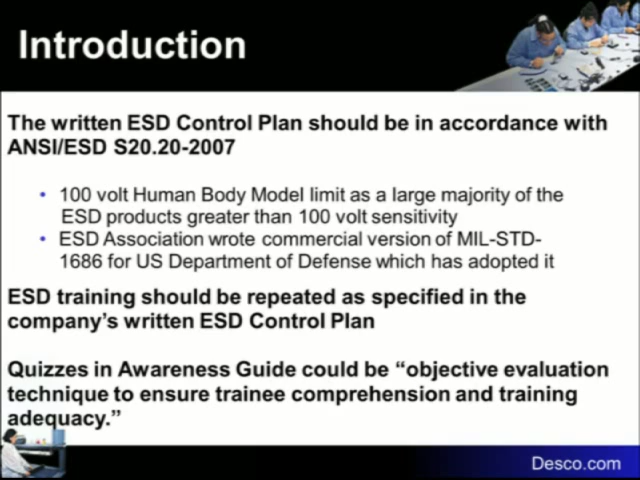 Introduction
The written ESD Control Plan should be in accordance with
ANSI/ESD S20.20-2007
• 100 volt Human Body Model limit as a large majority of the
ESD products greater than 100 volt sensitivity
• ESD Association wrote commercial version of MIL-STD-
1686 for US Department of Defense which has adopted it
ESD training should be repeated as specified in the
company’s written ESD Control Plan
Quizzes in Awareness Guide could be “objective evaluation
technique to ensure trainee comprehension and training
adequacy.”
Desco.com